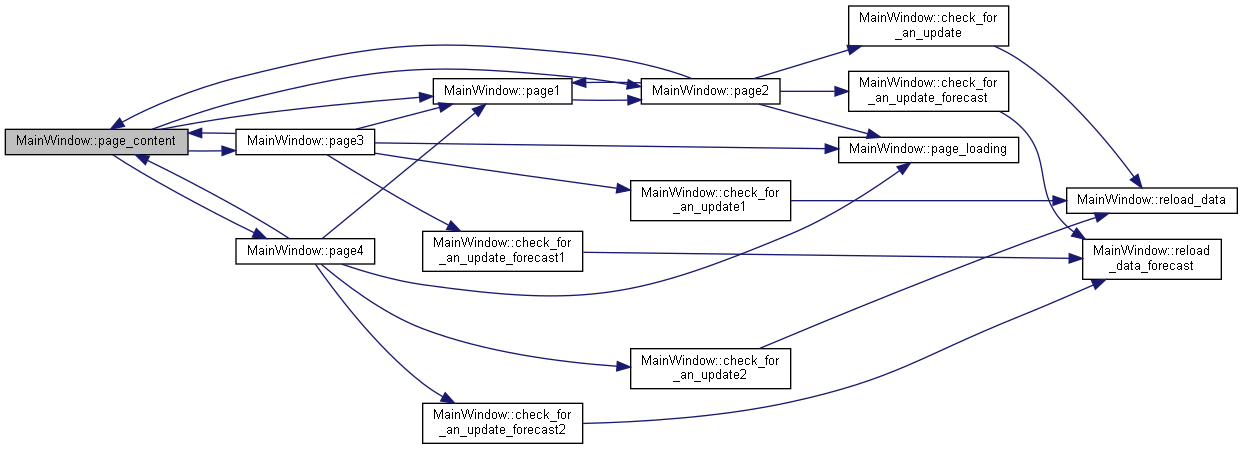 MainWindow::check_for
_an_update
MainWindow::check_for
_an_update_forecast
MainWindow::page1
MainWindow::page2
MainWindow::page_content
MainWindow::page3
MainWindow::page_loading
MainWindow::check_for
_an_update1
MainWindow::reload_data
MainWindow::page4
MainWindow::check_for
_an_update_forecast1
MainWindow::reload
_data_forecast
MainWindow::check_for
_an_update2
MainWindow::check_for
_an_update_forecast2